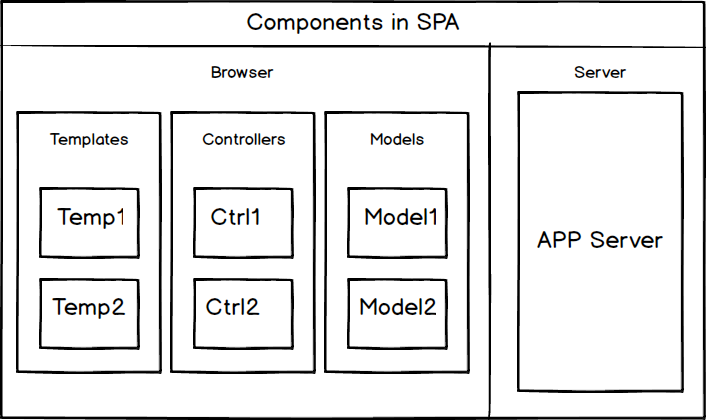 Components in SPA
Browser
Server
Templates
Controllers
Models
Temp1
Ctrl1
Model1
APP Server
Temp2
Ctrl2
Model2